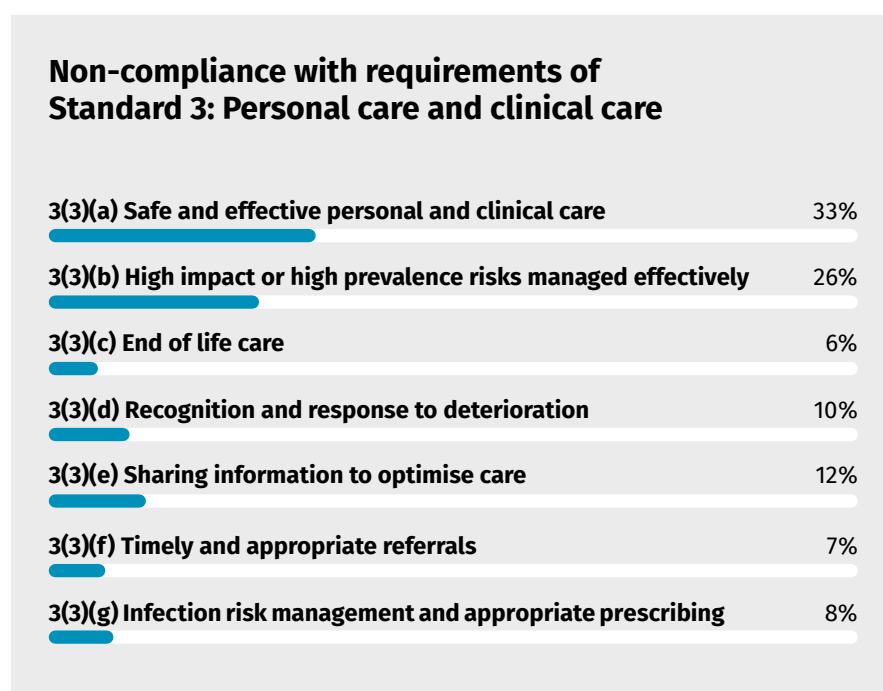 Non-compliance with requirements of
Standard 3: Personal care and clinical care
3(3)(a) Safe and effective personal and clinical care 33%
3(3)(b) High impact or high prevalence risks managed effectively 26%
3(3)(c) End of life care 6%
3(3)(d) Recognition and response to deterioration 10%
3(3)(e) Sharing information to optimise care 12%
3(3)(f) Timely and appropriate referrals 7%
3(3)(g) Infection risk management and appropriate prescribing 8%